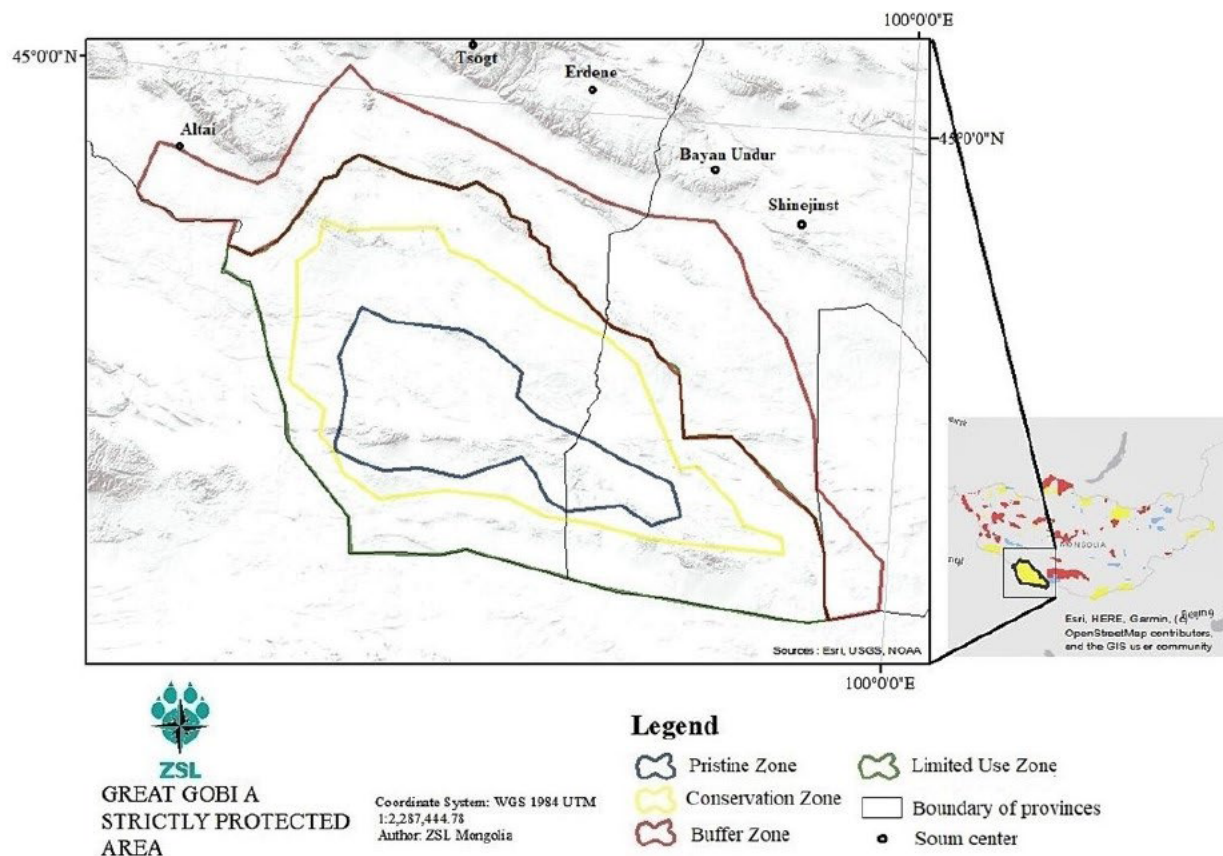 100°0'0"E
45°0'0"N
Tsogt
Erdene
Altai
45°0'0"N
Bayan Undur
Shinejinst
MONGOLIA
Esri, HERE, Garmin, (c)
OpenStreetMap contributors,
and the GIS user community
Sources: Esri, USGS, NOAA
100°0'0"E
ZSL
GREAT GOBI A
STRICTLY PROTECTED
AREA
Coordinate System: WGS 1984 UTM
1:2,287,444.78
Author: ZSL Mongolia
Legend
Pristine Zone
Conservation Zone
Buffer Zone
Limited Use Zone
Boundary of provinces
Soum center